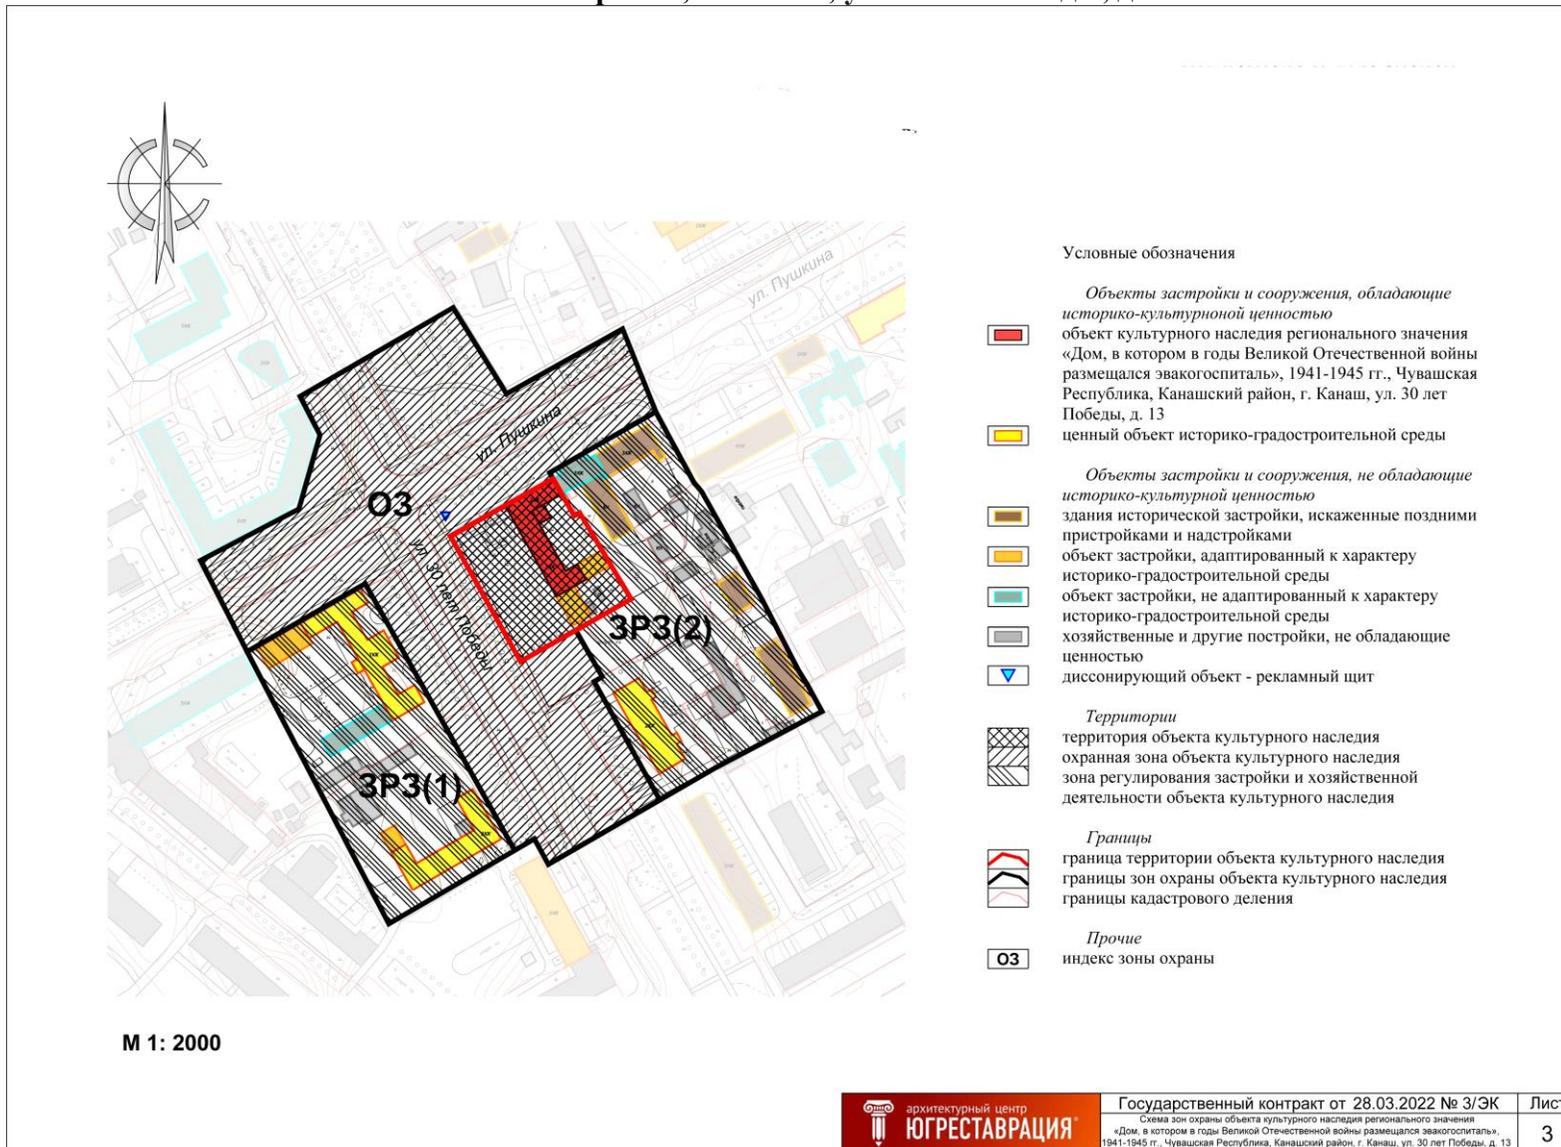 С
ул. Пушкина
ул. Пушкина
ОЗ
ул. 30 лет Победы
ЗРЗ(2)
ЗРЗ(1)
М 1: 2000
Условные обозначения
Объекты застройки и сооружения, обладающие
историко-культурноной ценностью
объект культурного наследия регионального значения
«Дом, в котором в годы Великой Отечественной войны
размещался эвакогоспиталь», 1941-1945 гг., Чувашская
Республика, Канашский район, г. Канаш, ул. 30 лет
Победы, д. 13
ценный объект историко-градостроительной среды
Объекты застройки и сооружения, не обладающие
историко-культурной ценностью
здания исторической застройки, искаженные поздними
пристройками и надстройками
объект застройки, адаптированный к характеру
историко-градостроительной среды
объект застройки, не адаптированный к характеру
историко-градостроительной среды
хозяйственные и другие постройки, не обладающие
ценностью
диссонирующий объект - рекламный щит
Территории
территория объекта культурного наследия
охранная зона объекта культурного наследия
зона регулирования застройки и хозяйственной
деятельности объекта культурного наследия
Границы
граница территории объекта культурного наследия
границы зон охраны объекта культурного наследия
границы кадастрового деления
Прочие
ОЗ индекс зоны охраны
архитектурный центр
ЮГРЕСТАВРАЦИЯ
Государственный контракт от 28.03.2022 № 3/ЭК
Схема зон охраны объекта культурного наследия регионального значения
«Дом, в котором в годы Великой Отечественной войны размещался эвакогоспиталь»,
1941-1945 гг., Чувашская Республика, Канашский район, г. Канаш, ул. 30 лет Победы, д. 13
Лист
3